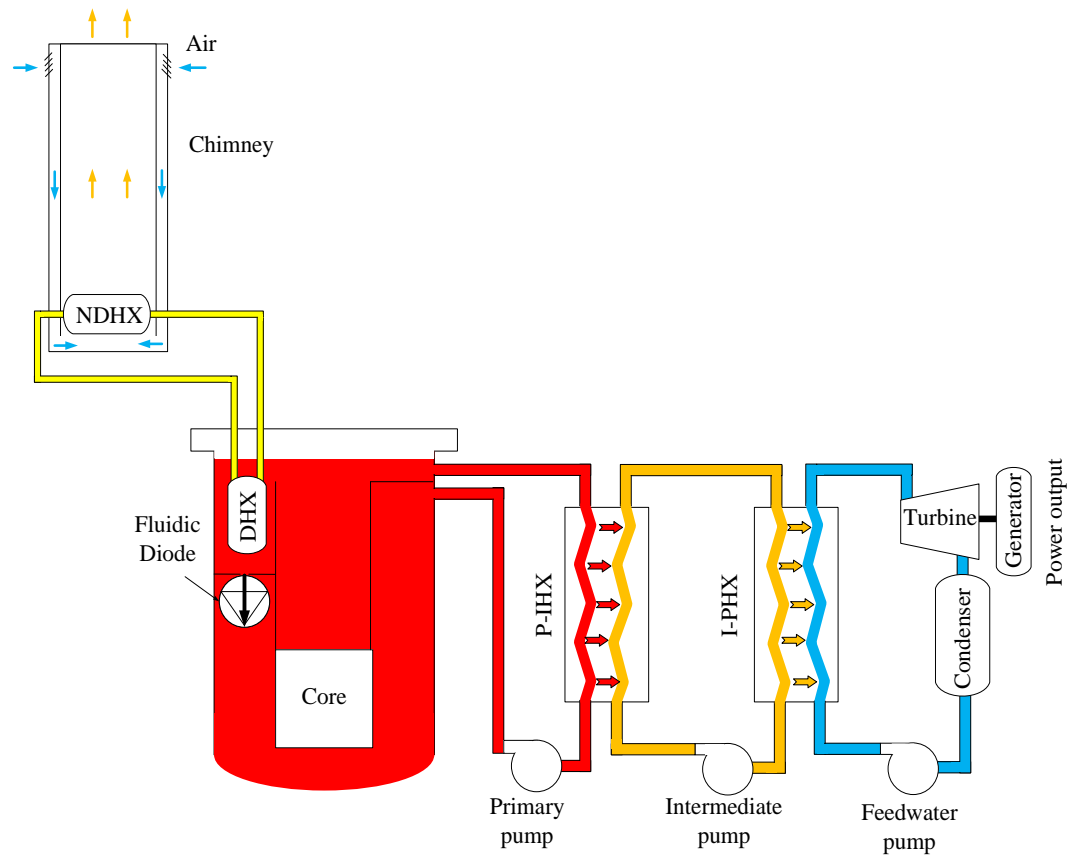 Air
Chimney
NDHX
DHX
Fluidic
Diode
Core
P-IHX
I-PHX
Turbine
Generator
Power output
Condenser
Primary
pump
Intermediate
pump
Feedwater
pump